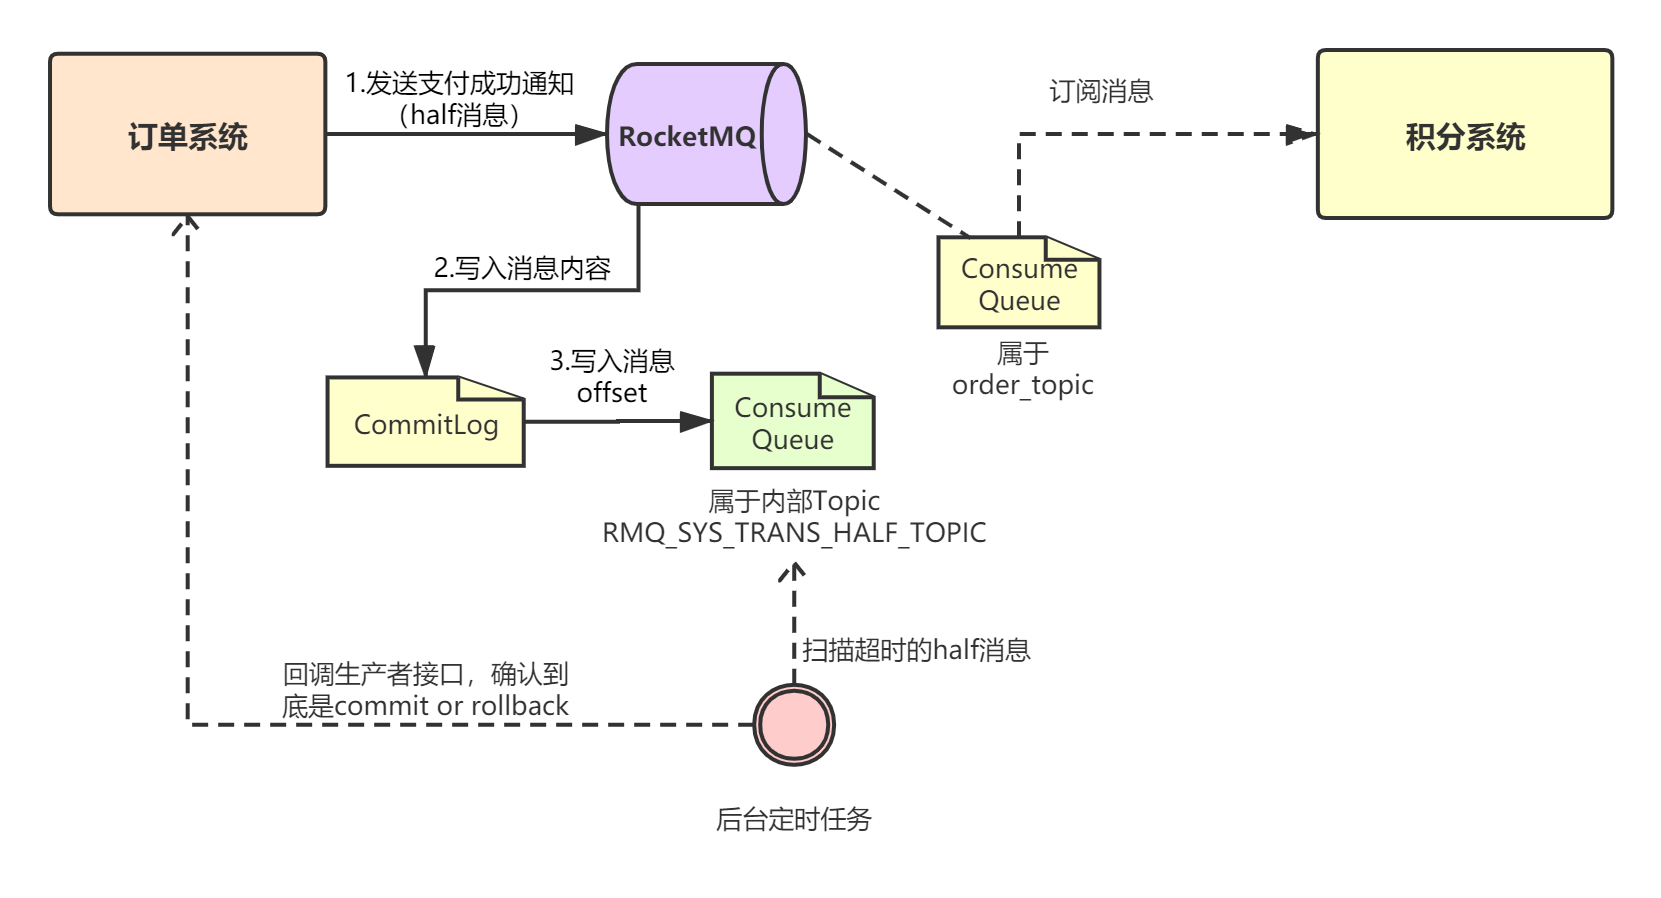 订单系统
1.发送支付成功通知
（half消息）
RocketMQ
订阅消息
积分系统
2.写入消息内容
Consume
Queue
属于
order_topic
3.写入消息
offset
CommitLog
Consume
Queue
属于内部Topic
RMQ_SYS_TRANS_HALF_TOPIC
扫描超时的half消息
回调生产者接口，确认到
底是commit or rollback
后台定时任务